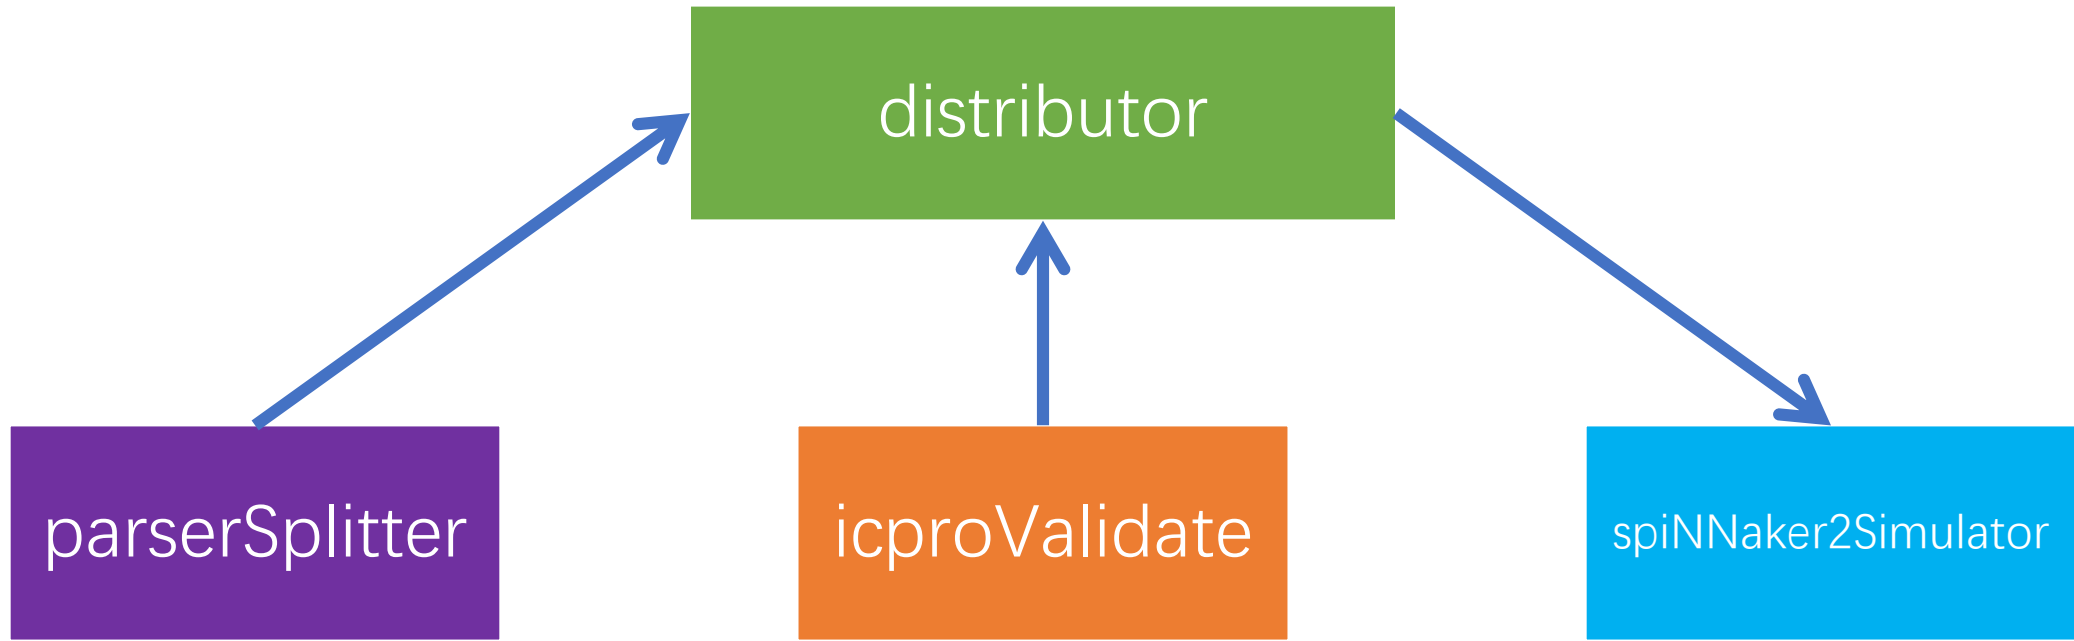 distributor
parserSplitter
icproValidate
spiNNaker2Simulator